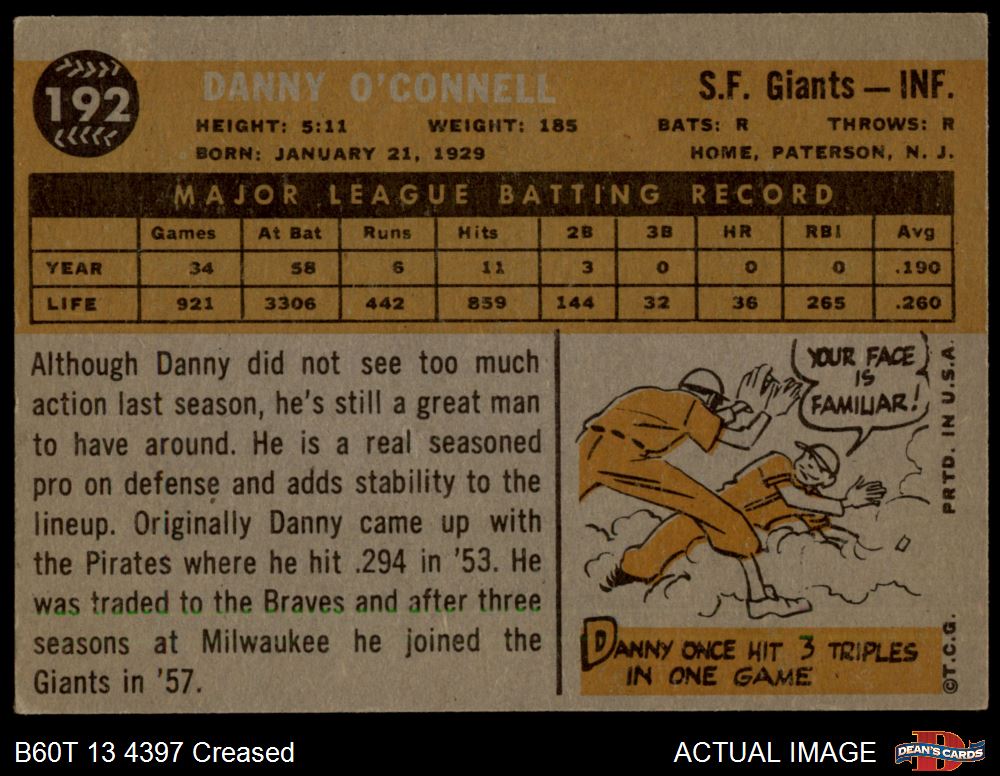 192
DANNY O'CONNELL
S.F. Giants — INF.
HEIGHT: 5:11 WEIGHT: 185 BATS: R THROWS: R
BORN: JANUARY 21, 1929 HOME, PATERSON, N. J.
MAJOR LEAGUE BATTING RECORD
Games At Bat Runs Hits 2B 3B HR RBI Avg
YEAR 34 58 6 11 3 0 0 0 .190
LIFE 921 3306 442 859 144 32 36 265 .260
Although Danny did not see too much
action last season, he's still a great man
to have around. He is a real seasoned
pro on defense and adds stability to the
lineup. Originally Danny came up with
the Pirates where he hit .294 in '53. He
was traded to the Braves and after three
seasons at Milwaukee he joined the
Giants in '57.
YOUR FACE
IS
FAMILIAR!
DANNY ONCE HIT 3 TRIPLES
IN ONE GAME
©T.C.G. PRTD. IN U.S.A.
B60T 13 4397 Creased
ACTUAL IMAGE
DEAN'S CARDS